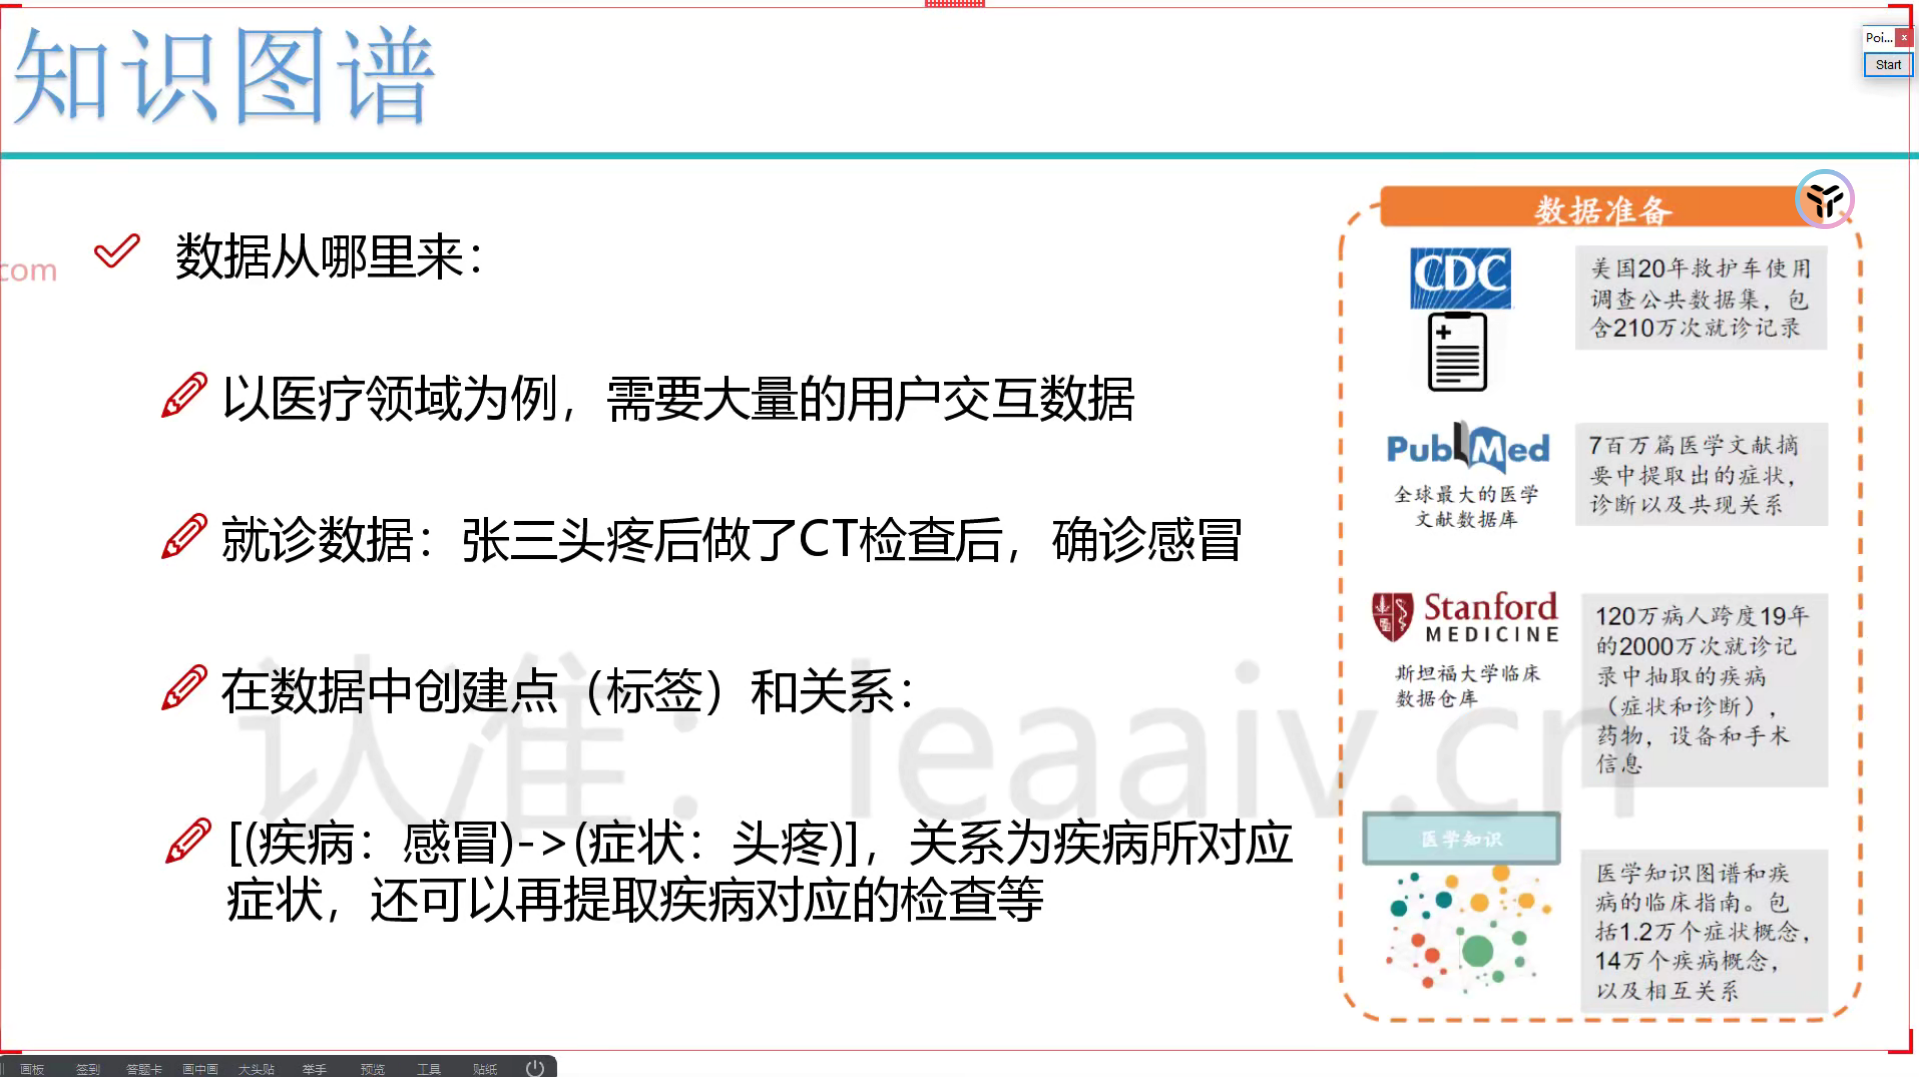 知识图谱
Poi...
x
Start
com
数据从哪里来：
以医疗领域为例，需要大量的用户交互数据
就诊数据：张三头疼后做了CT检查后，确诊感冒
在数据中创建点（标签）和关系：
[(疾病：感冒)->(症状：头疼)]，关系为疾病所对应
症状，还可以再提取疾病对应的检查等
认准：leaaiv.cn
数据准备
CDC
美国20年救护车使用
调查公共数据集，包
含210万次就诊记录
PubMed
全球最大的医学
文献数据库
7百万篇医学文献摘
要中提取出的症状，
诊断以及共现关系
Stanford
MEDICINE
斯坦福大学临床
数据仓库
120万病人跨度19年
的2000万次就诊记
录中抽取的疾病
（症状和诊断），
药物，设备和手术
信息
医学知识
医学知识图谱和疾
病的临床指南。包
括1.2万个症状概念，
14万个疾病概念，
以及相互关系
画板 签到 答题卡 画中画 大头贴 举手 预览 工具 贴纸